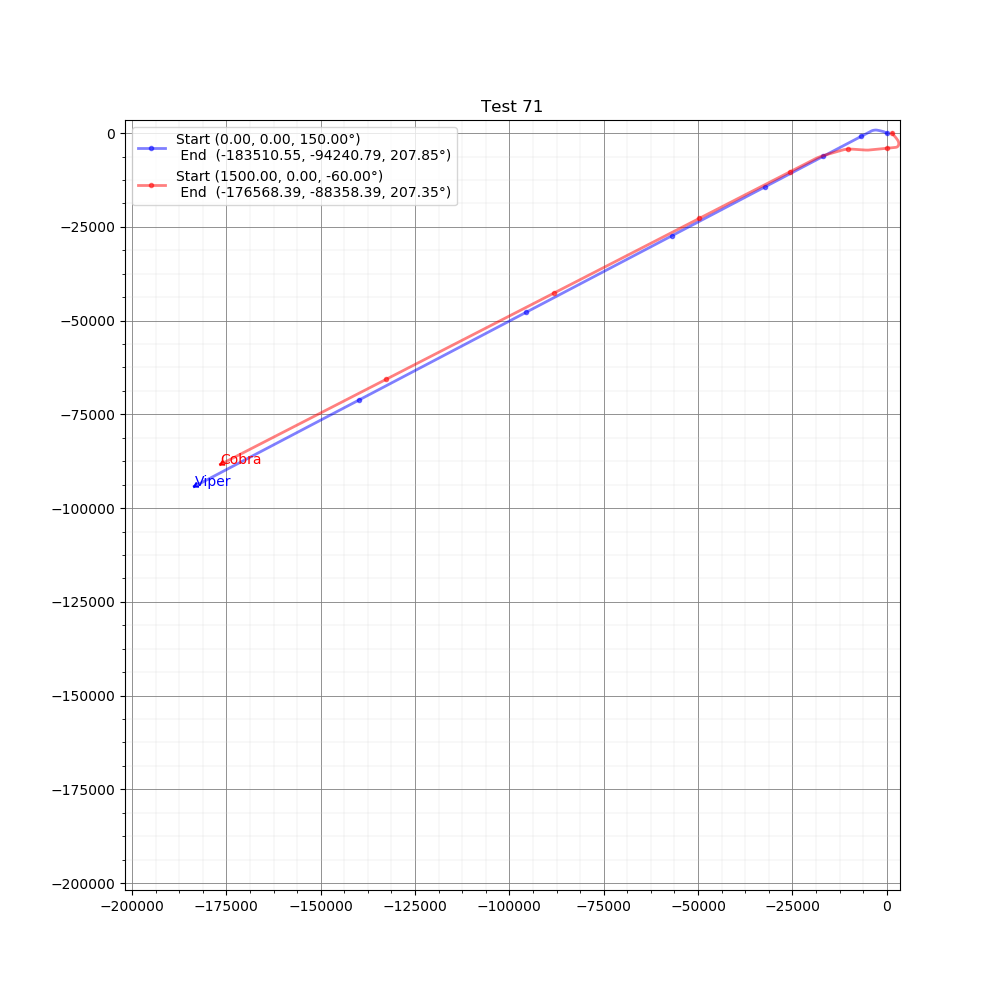 Test 71
Start (0.00, 0.00, 150.00°)
End (-183510.55, -94240.79, 207.85°)
Start (1500.00, 0.00, -60.00°)
End (-176568.39, -88358.39, 207.35°)
0
−25000
−50000
−75000
−100000
−125000
−150000
−175000
−200000
Cobra
Viper
−200000 −175000 −150000 −125000 −100000 −75000 −50000 −25000 0